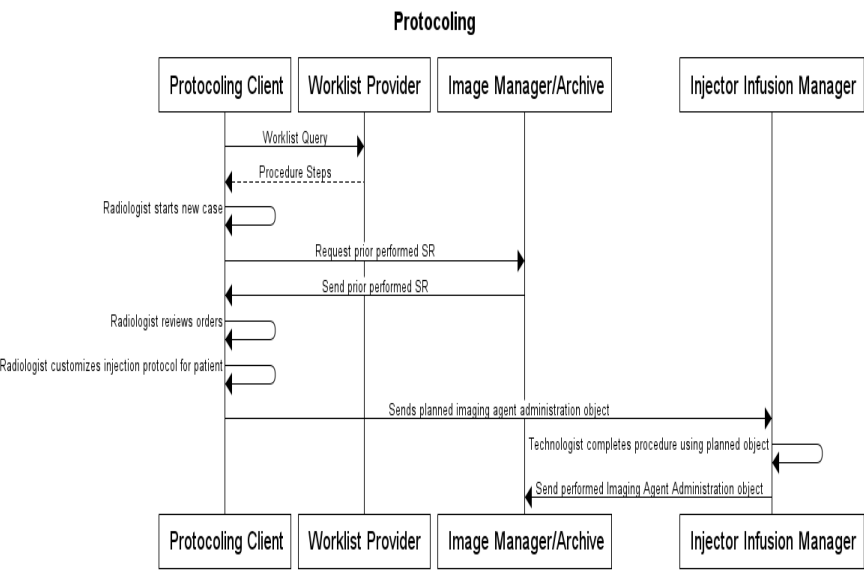 Protocoling
Protocoling Client
Worklist Provider
Image Manager/Archive
Injector Infusion Manager
Worklist Query
Procedure Steps
Radiologist starts new case
Request prior performed SR
Send prior performed SR
Radiologist reviews orders
Radiologist customizes injection protocol for patient
Sends planned imaging agent administration object
Technologist completes procedure using planned object
Send performed Imaging Agent Administration object
Protocoling Client
Worklist Provider
Image Manager/Archive
Injector Infusion Manager